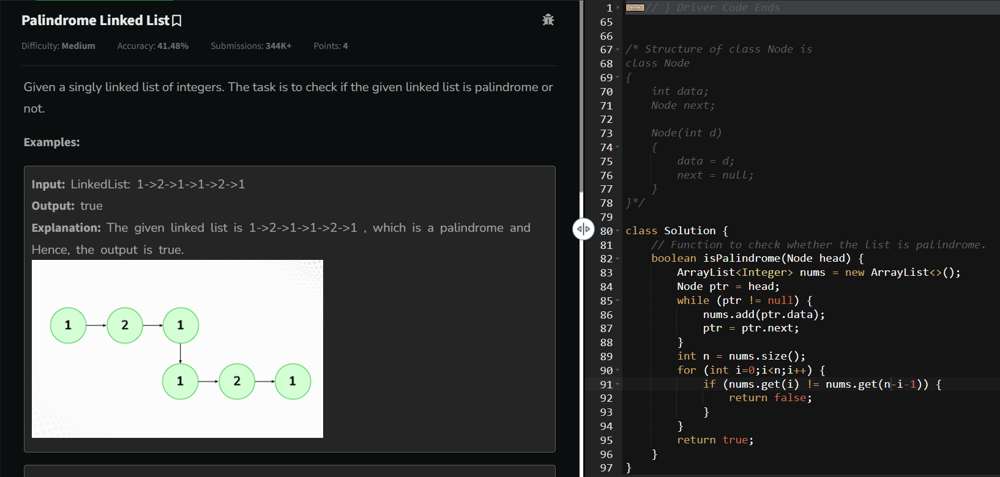 Palindrome Linked List
Difficulty: Medium Accuracy: 41.48% Submissions: 344K+ Points: 4
Given a singly linked list of integers. The task is to check if the given linked list is palindrome or
not.
Examples:
Input: LinkedList: 1->2->1->1->2->1
Output: true
Explanation: The given linked list is 1->2->1->1->2->1 , which is a palindrome and
Hence, the output is true.
1 2 1
1 2 1
1 // } Driver Code Ends
65
66
67 /* Structure of class Node is
68 class Node
69 {
70     int data;
71     Node next;
72
73     Node(int d)
74     {
75         data = d;
76         next = null;
77     }
78 }*/
79
80 class Solution {
81     // Function to check whether the list is palindrome.
82     boolean isPalindrome(Node head) {
83         ArrayList<Integer> nums = new ArrayList<>();
84         Node ptr = head;
85         while (ptr != null) {
86             nums.add(ptr.data);
87             ptr = ptr.next;
88         }
89         int n = nums.size();
90         for (int i=0;i<n;i++) {
91             if (nums.get(i) != nums.get(n-i-1)) {
92                 return false;
93             }
94         }
95         return true;
96     }
97 }